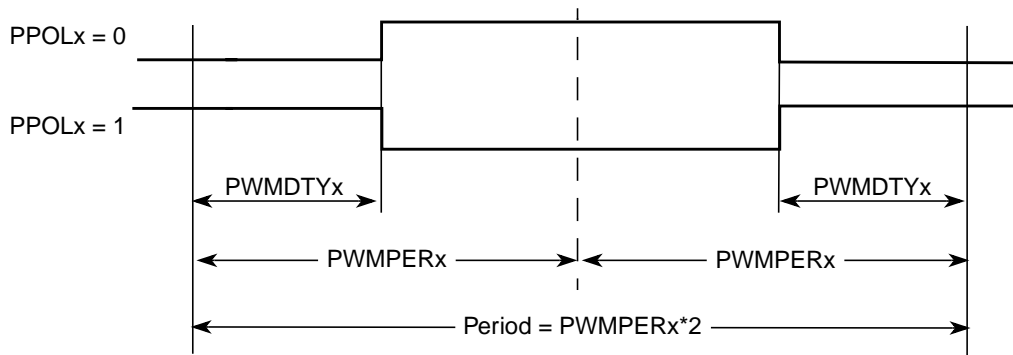 PPOLx = 0
PPOLx = 1
PWMDTYx
PWMDTYx
PWMPERx
PWMPERx
Period = PWMPERx*2